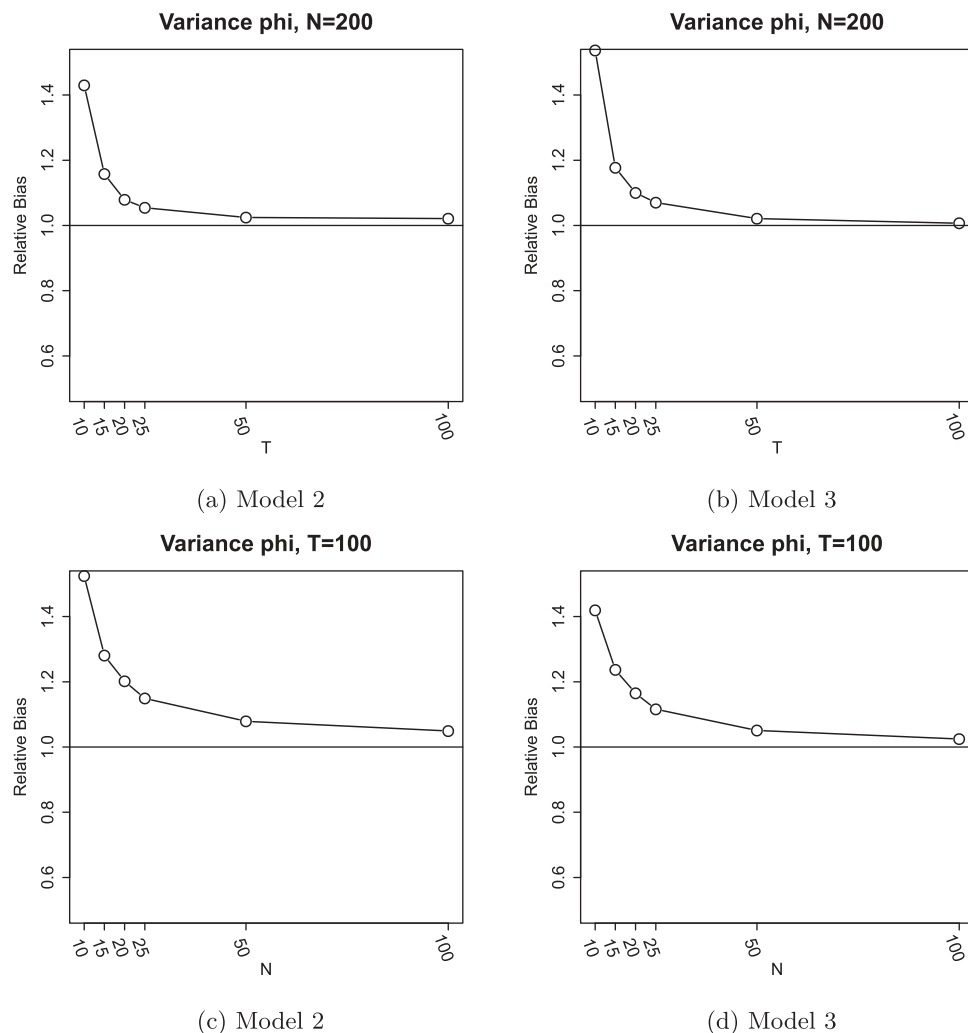 Variance phi, N=200
Relative Bias
1.4
1.2
1.0
0.8
0.6
10 15 20 25 50 100
T
(a) Model 2
Variance phi, N=200
Relative Bias
1.4
1.2
1.0
0.8
0.6
10 15 20 25 50 100
T
(b) Model 3
Variance phi, T=100
Relative Bias
1.4
1.2
1.0
0.8
0.6
10 15 20 25 50 100
N
(c) Model 2
Variance phi, T=100
Relative Bias
1.4
1.2
1.0
0.8
0.6
10 15 20 25 50 100
N
(d) Model 3